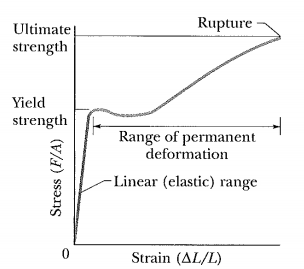 Ultimate
strength
Rupture
Yield
strength
Range of permanent
deformation
Linear (elastic) range
Stress (F/A)
0
Strain (ΔL/L)